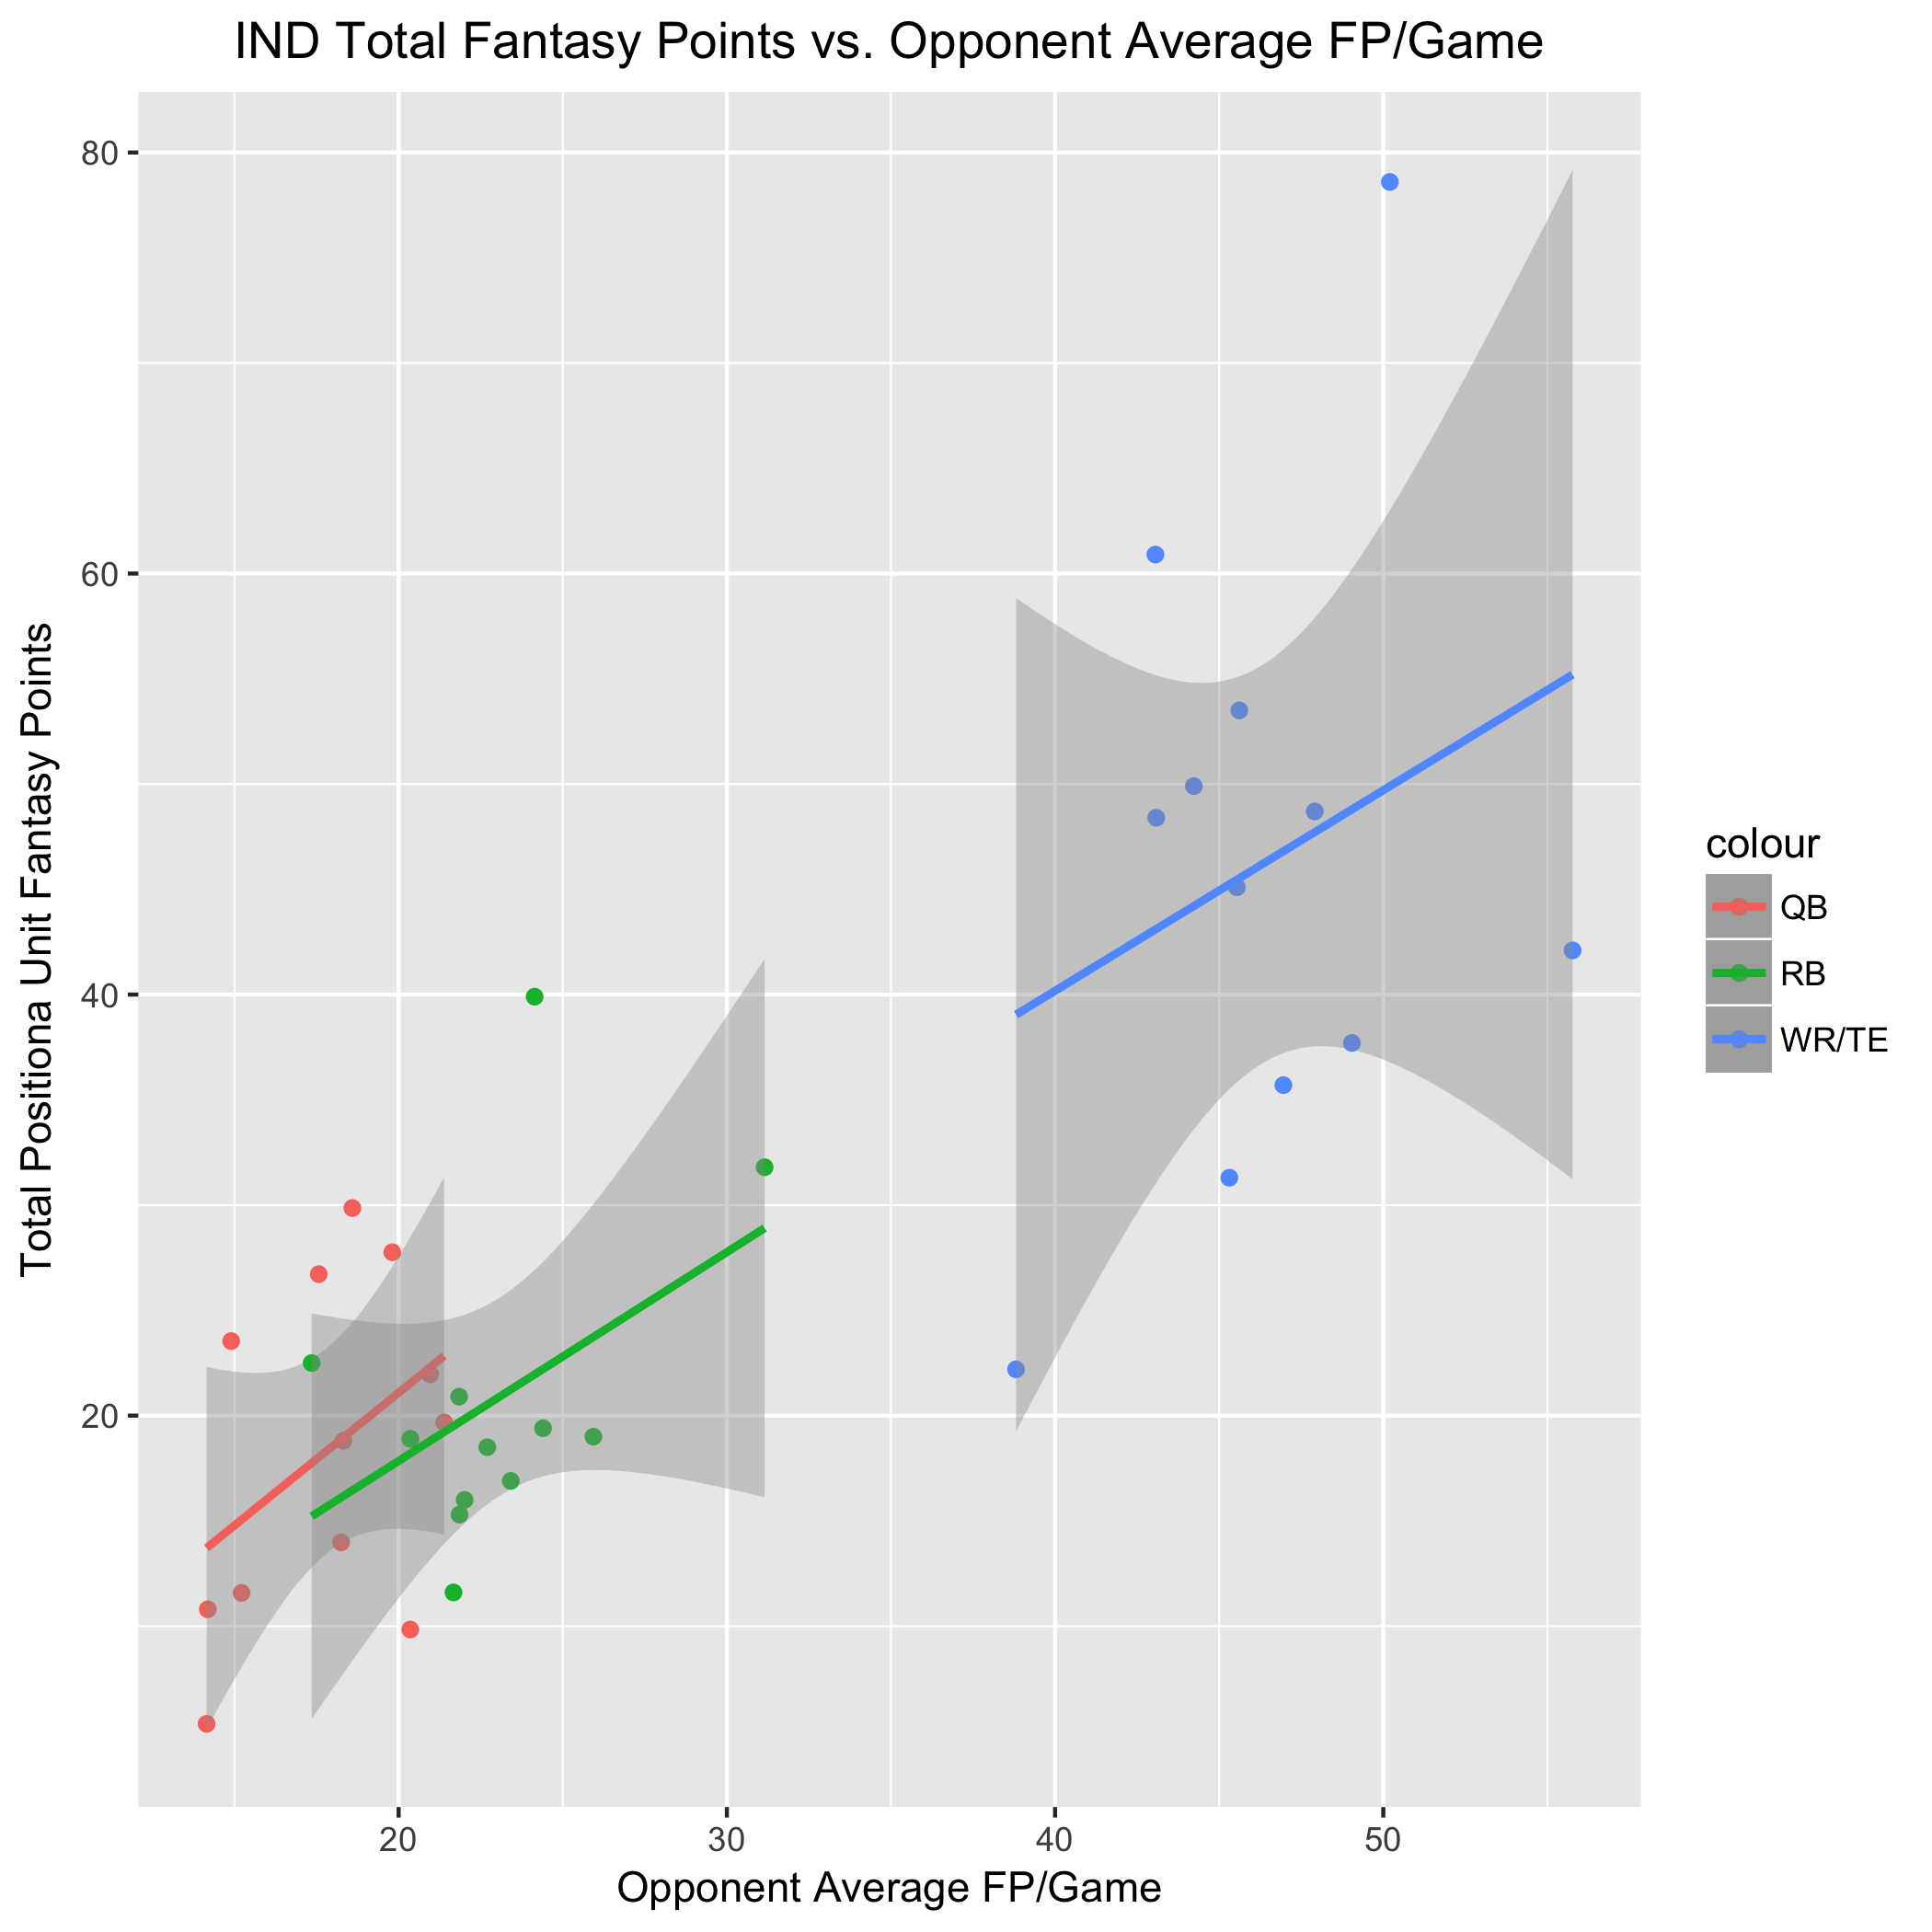 IND Total Fantasy Points vs. Opponent Average FP/Game
Total Positiona Unit Fantasy Points
80
60
40
20
20
30
40
50
Opponent Average FP/Game
colour
QB
RB
WR/TE